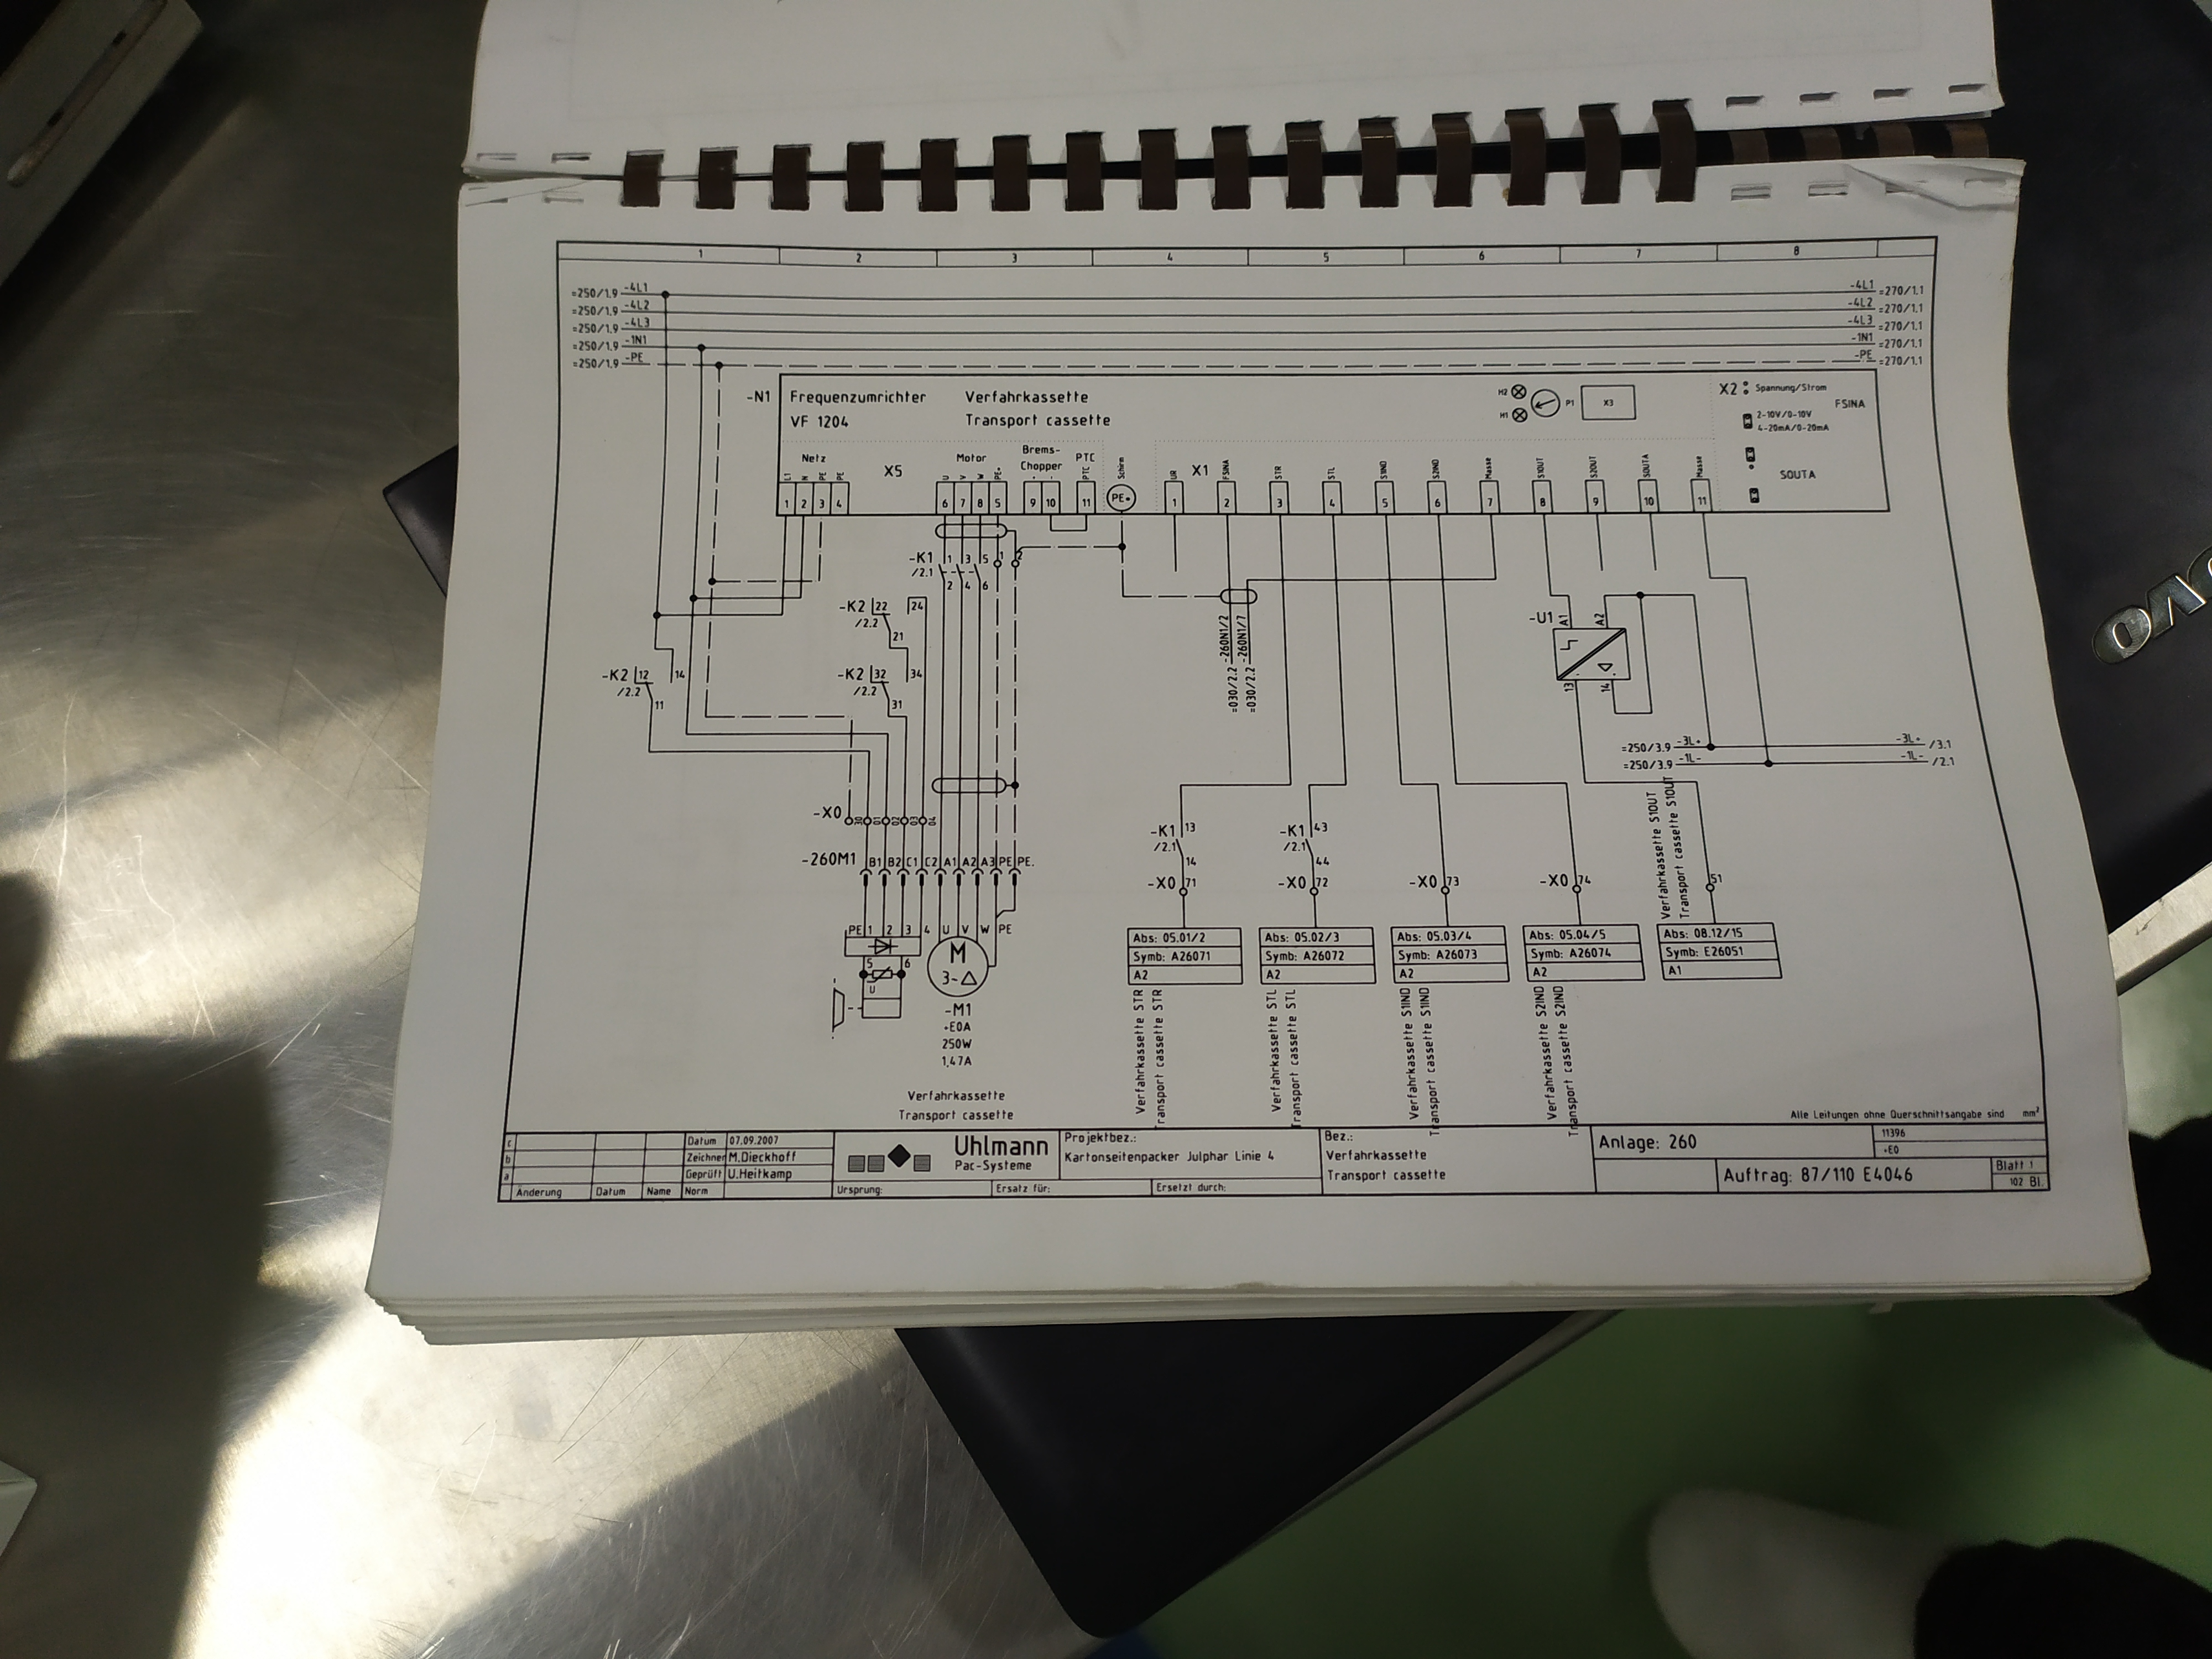 1 2 3 4 5 6 7 8
=250/1.9 -4L1 -4L1 =270/1.1
=250/1.9 -4L2 -4L2 =270/1.1
=250/1.9 -4L3 -4L3 =270/1.1
=250/1.9 -1N1 -1N1 =270/1.1
=250/1.9 -PE -PE =270/1.1
-N1 Frequenzumrichter Verfahrkassette
VF 1204 Transport cassette
H2 P1 X3
H1
X2 Spannung/Strom
FSINA
2-10V/0-10V
4-20mA/0-20mA
SOUTA
Netz X5 Motor Brems-Chopper PTC Schirm X1
L1 N PE PE U V W PE PTC PE UR FSINA STR STL S1IND S2IND Masse S1OUT S2OUT SOUTA Masse
1 2 3 4 6 7 8 5 9 10 11 1 2 3 4 5 6 7 8 9 10 11
-K1 1 3 5 1 2
/2.1 2 4 6
-K2 22 24
/2.2 21
-K2 12 14
/2.2 11
-K2 32 34
/2.2 31
=030/2.2 -260N1/2
=030/2.2 -260N1/7
-U1 A1 A2
13 14
=250/3.9 -3L+ -3L+ /3.1
=250/3.9 -1L- -1L- /2.1
-X0
-260M1 B1 B2 C1 C2 A1 A2 A3 PE PE
-K1 13
/2.1 14
-X0 71
-K1 43
/2.1 44
-X0 72
-X0 73
-X0 74
51
Verfahrkassette S1OUT
Transport cassette S1OUT
PE 1 2 3 4 U V W PE
5 6
U
M
3~
-M1
+E0A
250W
1,47A
Verfahrkassette
Transport cassette
Abs: 05.01/2
Symb: A26071
A2
Verfahrkassette STR
Transport cassette STR
Abs: 05.02/3
Symb: A26072
A2
Verfahrkassette STL
Transport cassette STL
Abs: 05.03/4
Symb: A26073
A2
Verfahrkassette S1IND
Transport cassette S1IND
Abs: 05.04/5
Symb: A26074
A2
Verfahrkassette S2IND
Transport cassette S2IND
Abs: 08.12/15
Symb: E26051
A1
Alle Leitungen ohne Querschnittsangabe sind mm²
c
b
a
Änderung Datum Name Norm
Datum 07.09.2007
Zeichner M.Dieckhoff
Geprüft U.Heitkamp
Uhlmann
Pac-Systeme
Ursprung: Ersatz für: Ersetzt durch:
Projektbez.:
Kartonseitenpacker Julphar Linie 4
Bez.:
Verfahrkassette
Transport cassette
Anlage: 260
11396
+E0
Auftrag: 87/110 E4046
Blatt 1
102 Bl.